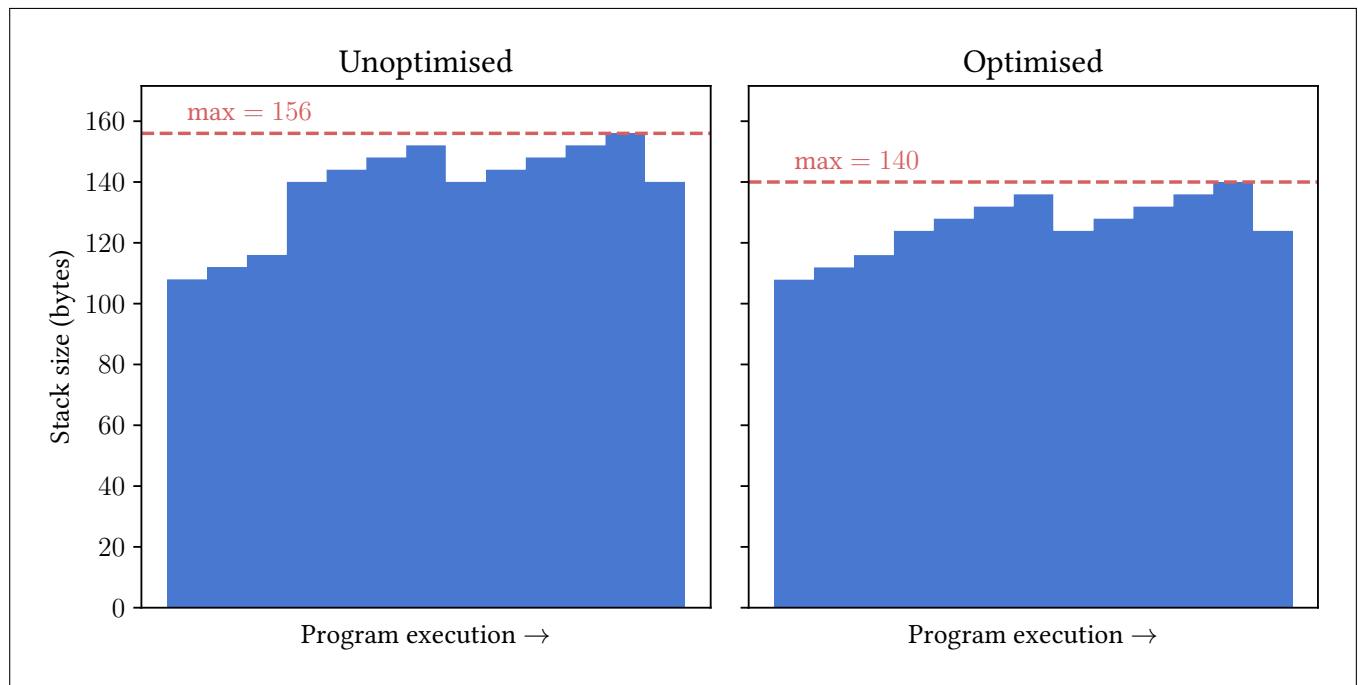 Unoptimised
Optimised
max = 156
max = 140
Stack size (bytes)
160
140
120
100
80
60
40
20
0
Program execution →
Program execution →